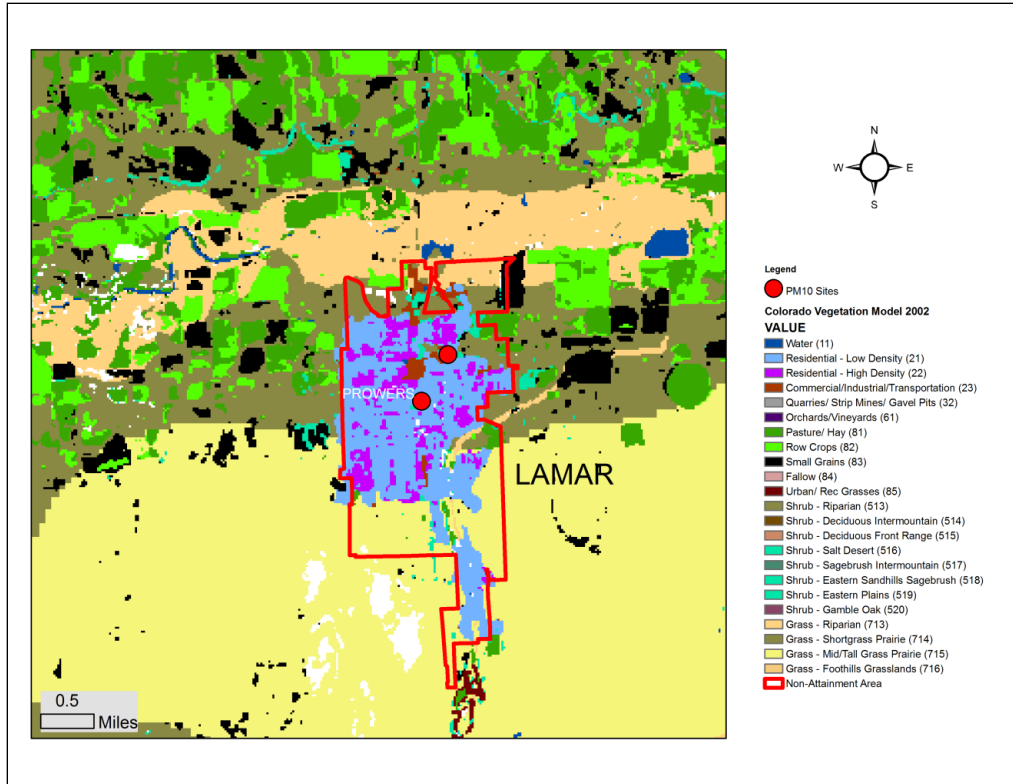 PROWERS
LAMAR
0.5
Miles
N
W
E
S
Legend
PM10 Sites
Colorado Vegetation Model 2002
VALUE
Water (11)
Residential - Low Density (21)
Residential - High Density (22)
Commercial/Industrial/Transportation (23)
Quarries/ Strip Mines/ Gavel Pits (32)
Orchards/Vineyards (61)
Pasture/ Hay (81)
Row Crops (82)
Small Grains (83)
Fallow (84)
Urban/ Rec Grasses (85)
Shrub - Riparian (513)
Shrub - Deciduous Intermountain (514)
Shrub - Deciduous Front Range (515)
Shrub - Salt Desert (516)
Shrub - Sagebrush Intermountain (517)
Shrub - Eastern Sandhills Sagebrush (518)
Shrub - Eastern Plains (519)
Shrub - Gamble Oak (520)
Grass - Riparian (713)
Grass - Shortgrass Prairie (714)
Grass - Mid/Tall Grass Prairie (715)
Grass - Foothills Grasslands (716)
Non-Attainment Area